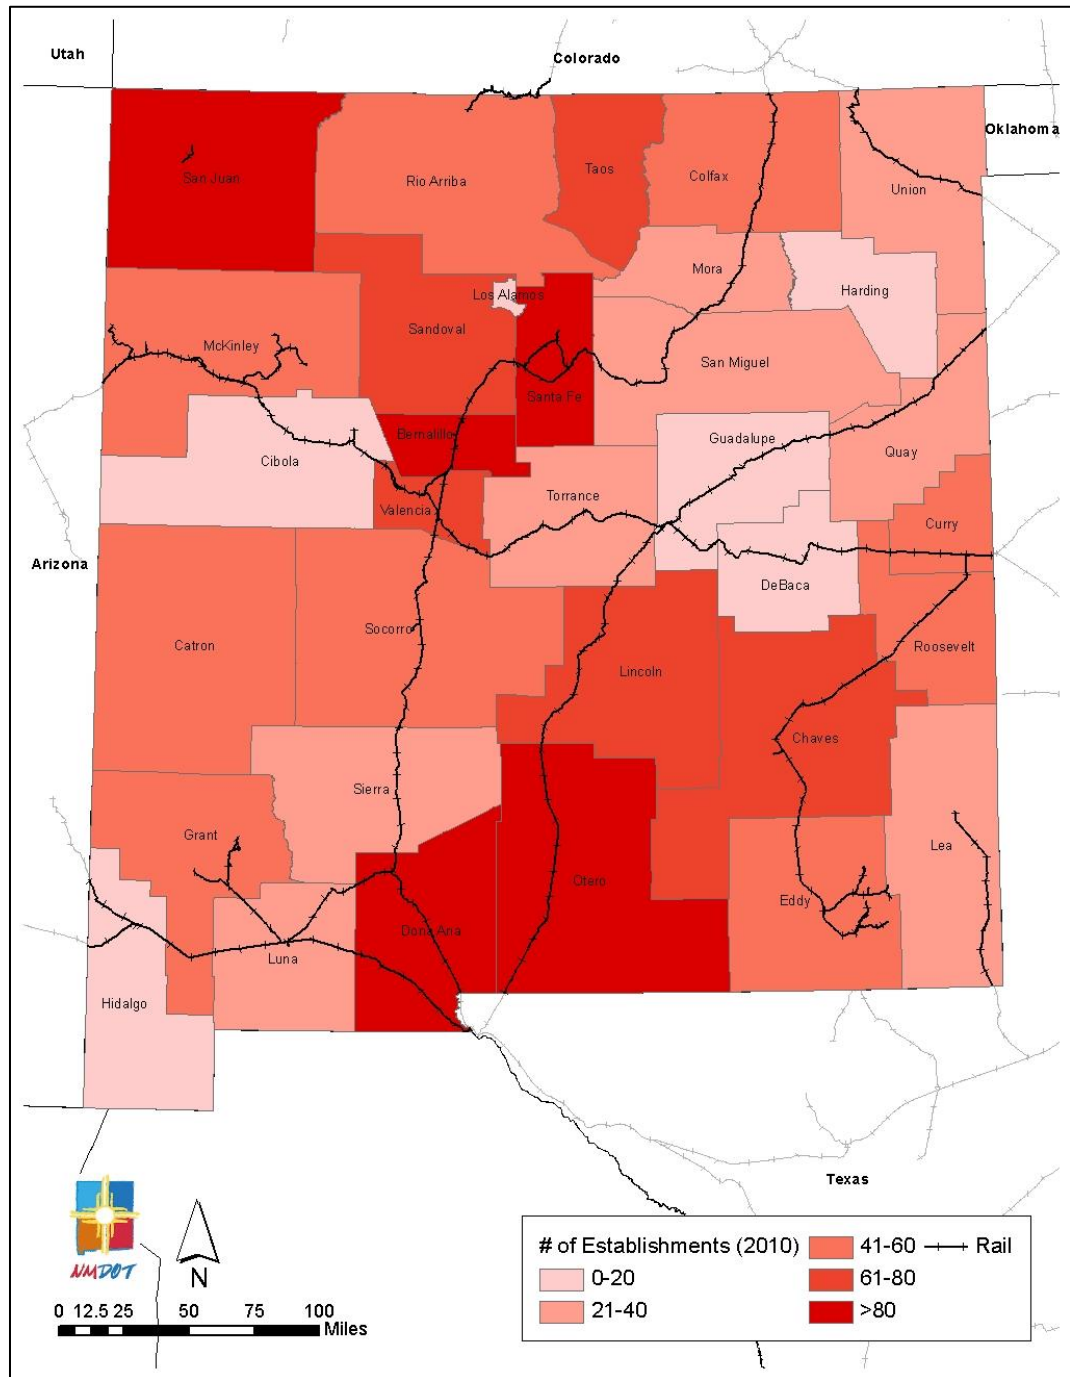 Utah
Colorado
Oklahoma
San Juan
Rio Arriba
Taos
Colfax
Union
Mora
Harding
Los Alamos
Sandoval
McKinley
San Miguel
Santa Fe
Bernalillo
Guadalupe
Quay
Cibola
Valencia
Torrance
Curry
Arizona
DeBaca
Socorro
Catron
Roosevelt
Lincoln
Chaves
Sierra
Grant
Lea
Otero
Eddy
Dona Ana
Luna
Hidalgo
Texas
NMDOT
N
0 12.5 25 50 75 100
Miles
# of Establishments (2010)
0-20
21-40
41-60
61-80
>80
Rail